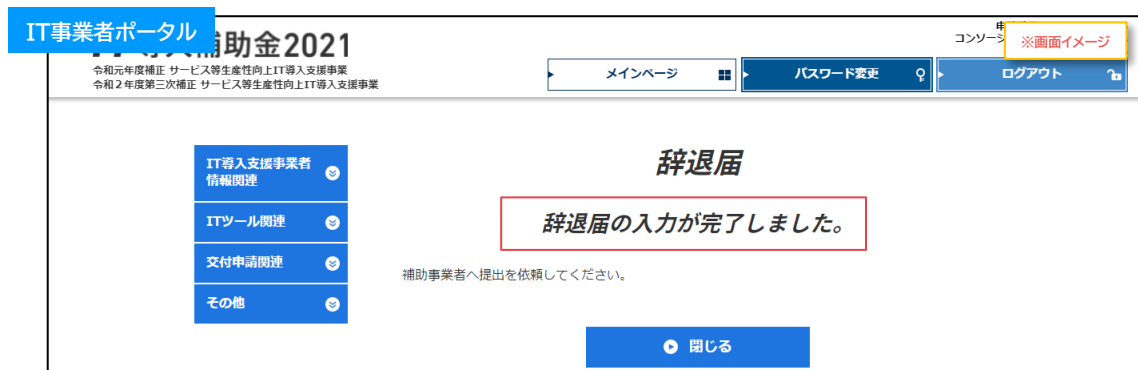 IT事業者ポータル
補助金2021
令和元年度補正 サービス等生産性向上IT導入支援事業
令和２年度第三次補正 サービス等生産性向上IT導入支援事業
コンソーシ
※画面イメージ
メインページ
パスワード変更
ログアウト
IT導入支援事業者
情報関連
ITツール関連
交付申請関連
その他
辞退届
辞退届の入力が完了しました。
補助事業者へ提出を依頼してください。
閉じる